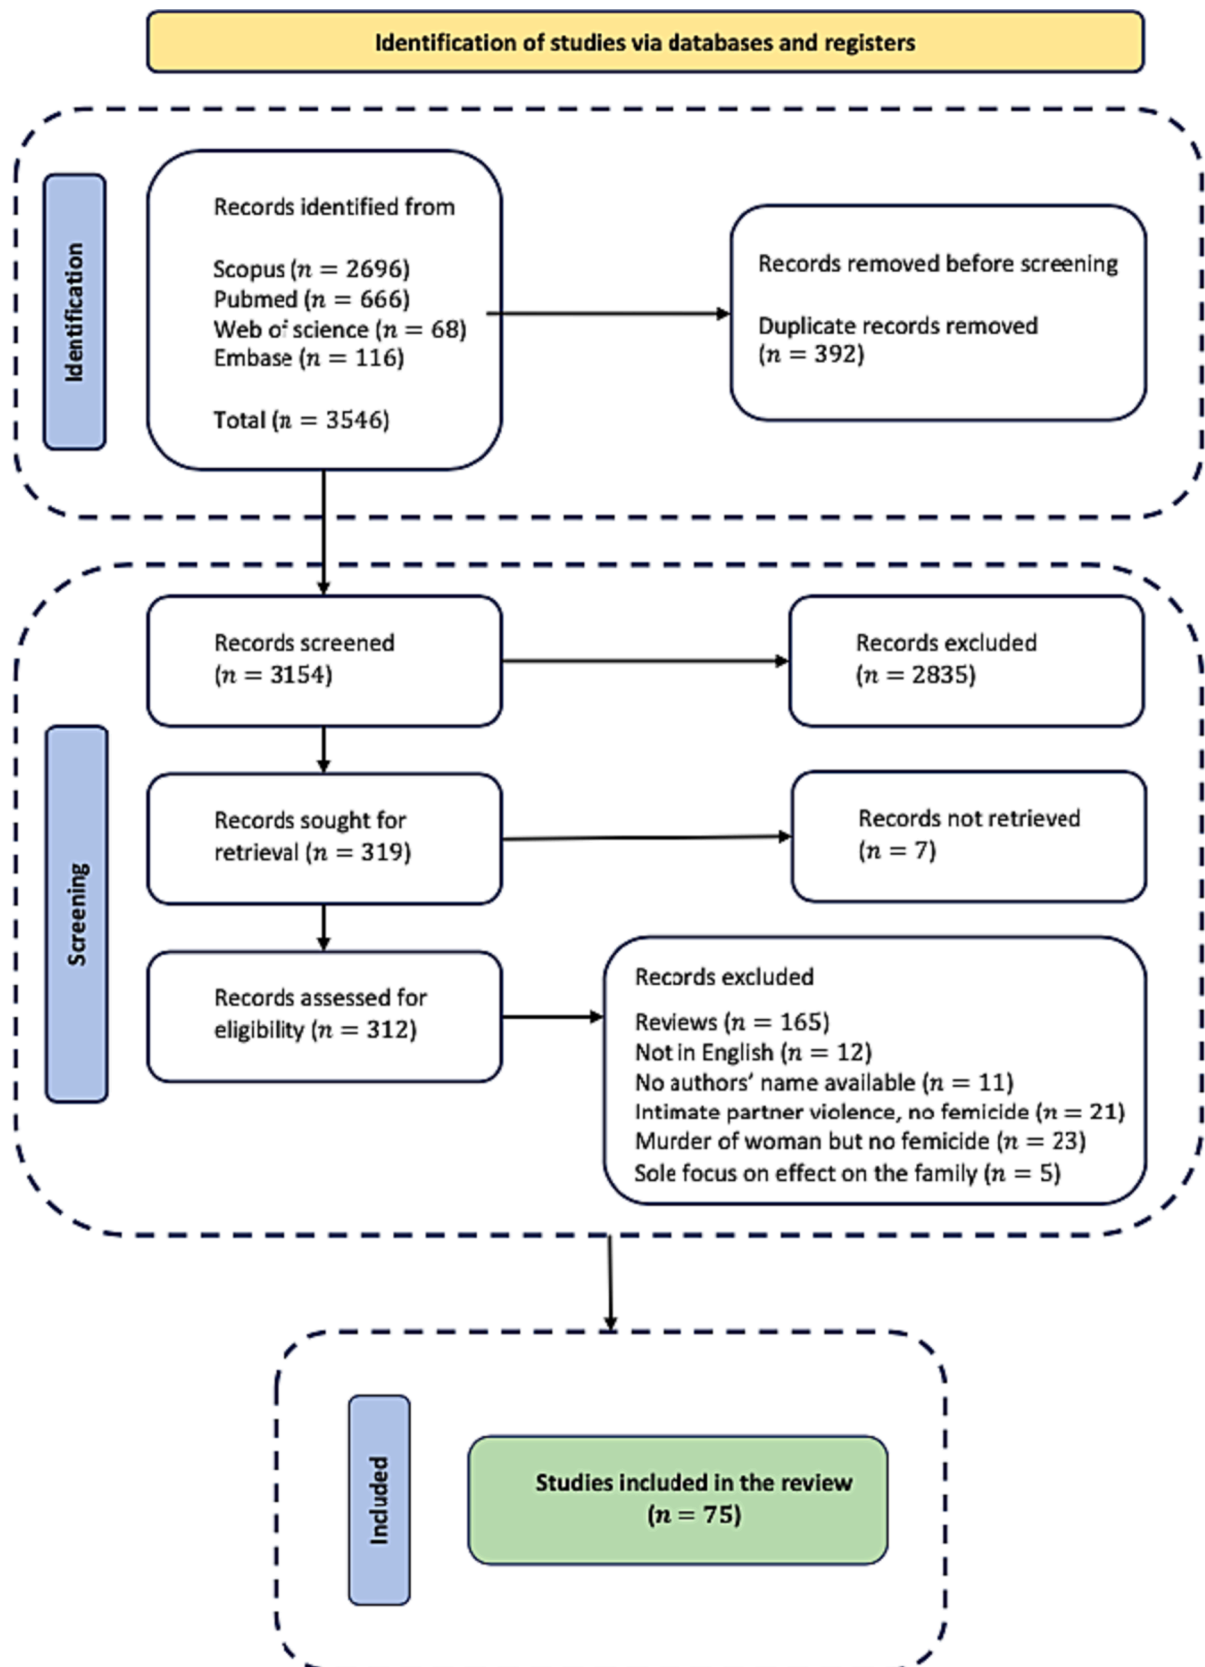 Identification of studies via databases and registers
Identification
Records identified from
Scopus (n = 2696)
Pubmed (n = 666)
Web of science (n = 68)
Embase (n = 116)
Total (n = 3546)
Records removed before screening
Duplicate records removed
(n = 392)
Screening
Records screened
(n = 3154)
Records excluded
(n = 2835)
Records sought for
retrieval (n = 319)
Records not retrieved
(n = 7)
Records assessed for
eligibility (n = 312)
Records excluded
Reviews (n = 165)
Not in English (n = 12)
No authors' name available (n = 11)
Intimate partner violence, no femicide (n = 21)
Murder of woman but no femicide (n = 23)
Sole focus on effect on the family (n = 5)
Included
Studies included in the review
(n = 75)